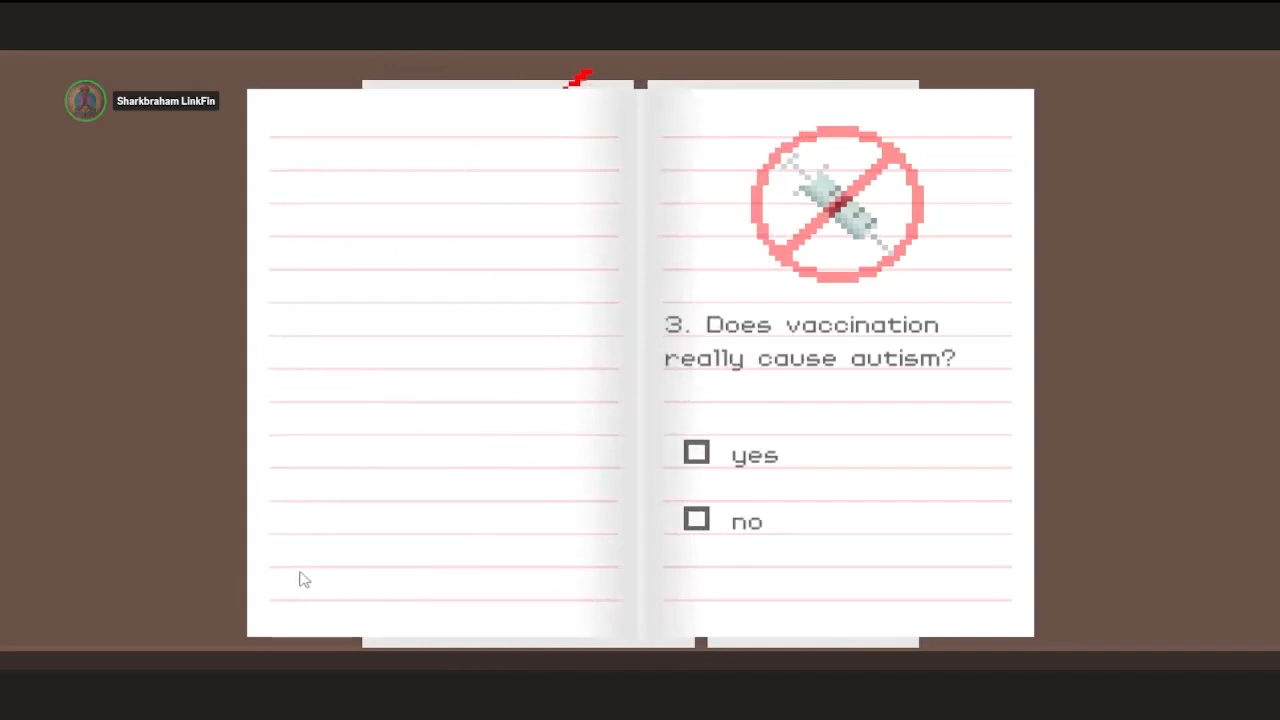 Sharkbraham LinkFin
3. Does vaccination
really cause autism?
yes
no